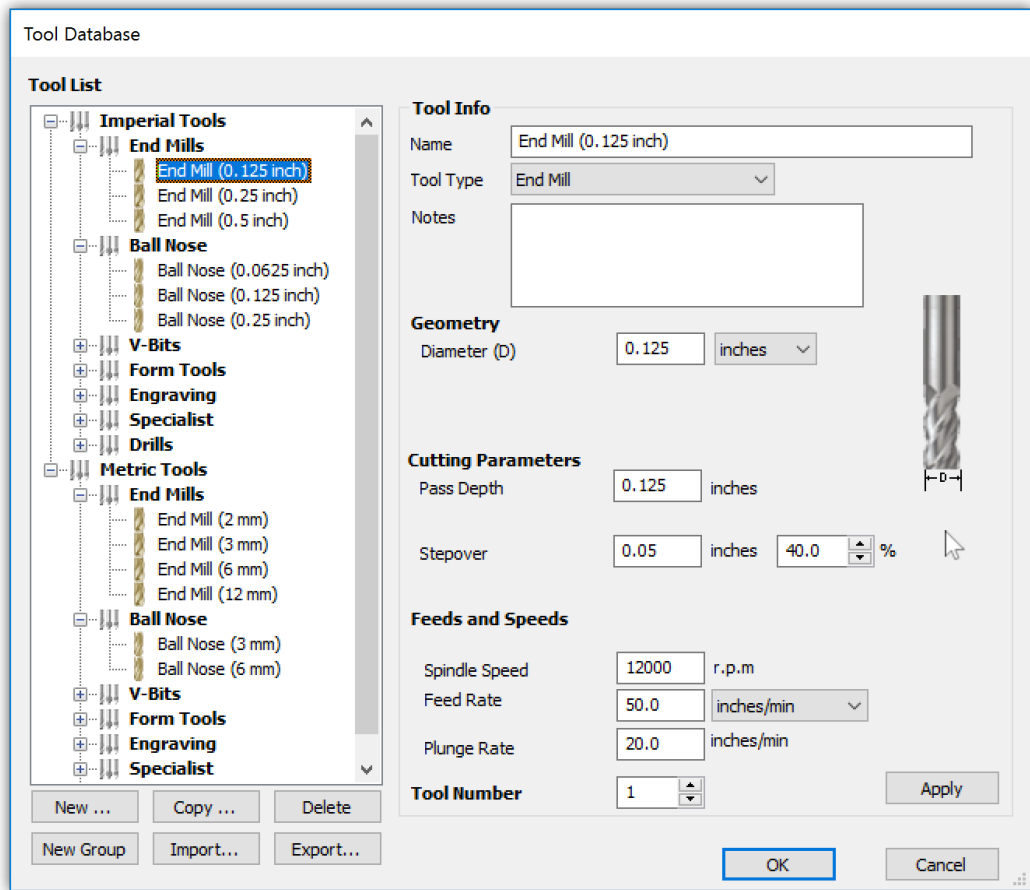 Tool Database
Tool List
Imperial Tools
End Mills
End Mill (0.125 inch)
End Mill (0.25 inch)
End Mill (0.5 inch)
Ball Nose
Ball Nose (0.0625 inch)
Ball Nose (0.125 inch)
Ball Nose (0.25 inch)
V-Bits
Form Tools
Engraving
Specialist
Drills
Metric Tools
End Mills
End Mill (2 mm)
End Mill (3 mm)
End Mill (6 mm)
End Mill (12 mm)
Ball Nose
Ball Nose (3 mm)
Ball Nose (6 mm)
V-Bits
Form Tools
Engraving
Specialist
New ... Copy ... Delete
New Group Import... Export...
Tool Info
Name End Mill (0.125 inch)
Tool Type End Mill
Notes
Geometry
Diameter (D) 0.125 inches
D
Cutting Parameters
Pass Depth 0.125 inches
Stepover 0.05 inches 40.0 %
Feeds and Speeds
Spindle Speed 12000 r.p.m
Feed Rate 50.0 inches/min
Plunge Rate 20.0 inches/min
Tool Number 1
Apply
OK Cancel